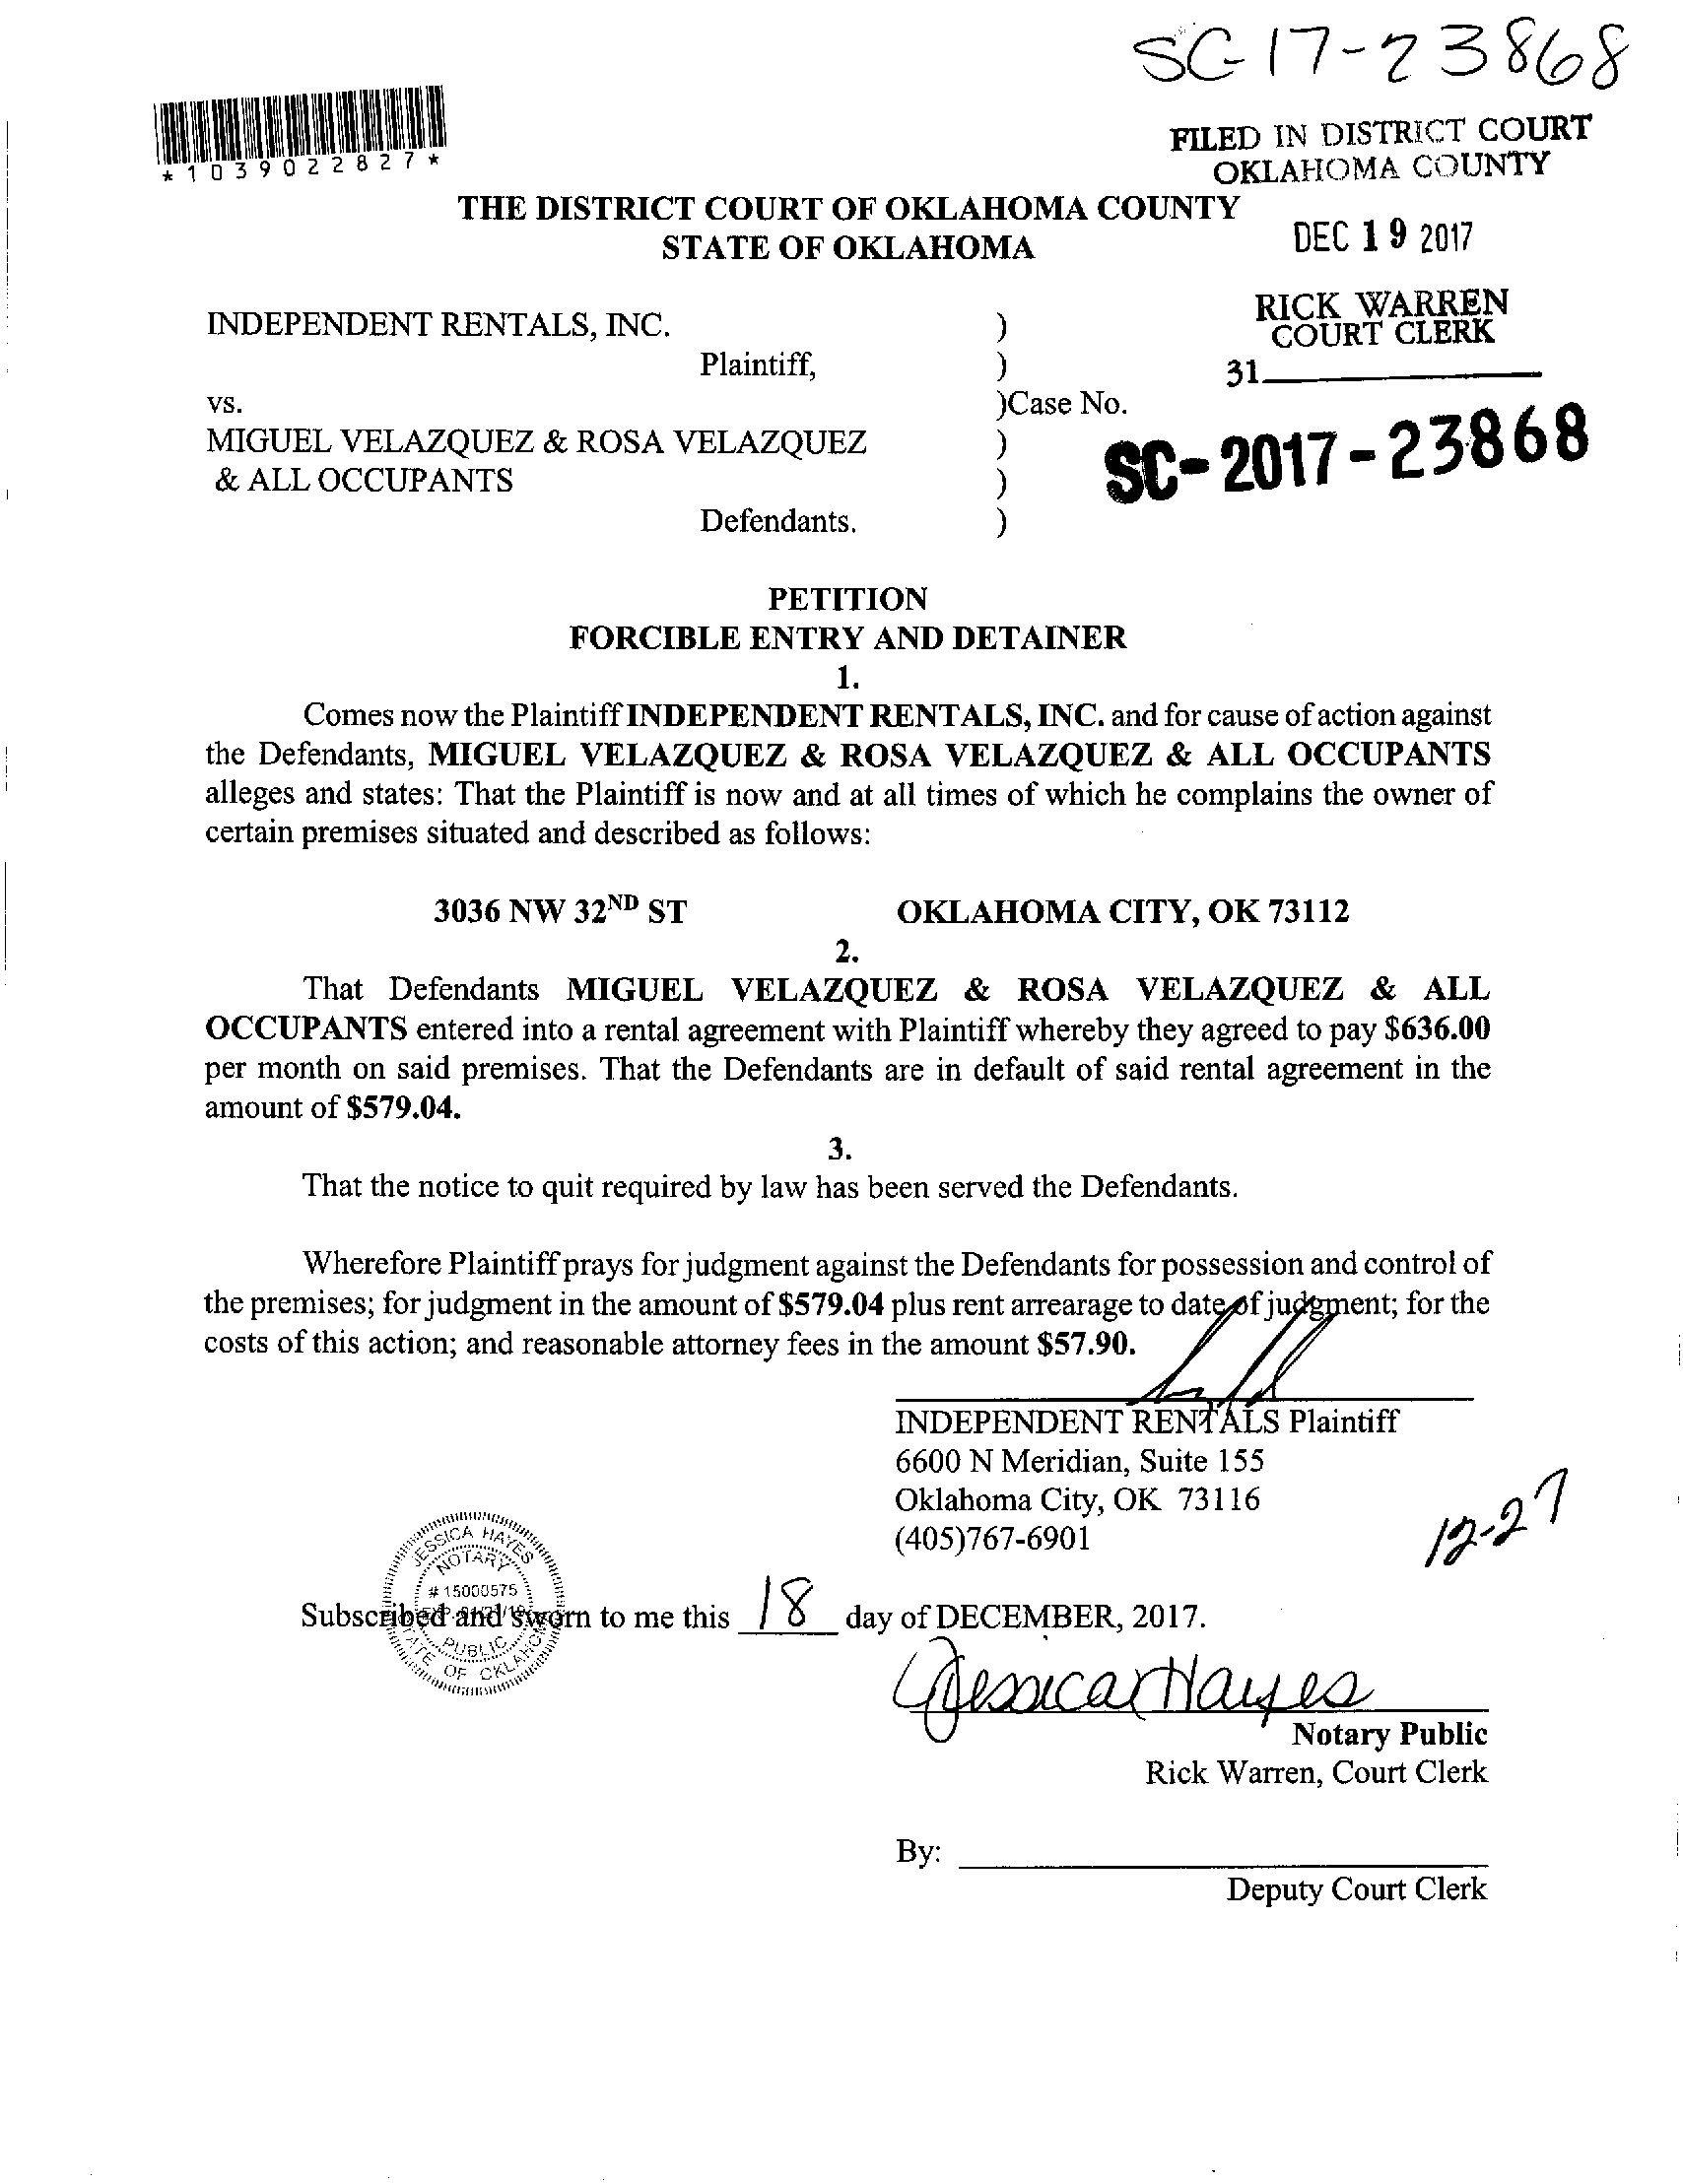 SC-17-23868
*1039022827*
FILED IN DISTRICT COURT
OKLAHOMA COUNTY
THE DISTRICT COURT OF OKLAHOMA COUNTY
STATE OF OKLAHOMA
DEC 19 2017
RICK WARREN
COURT CLERK
31
INDEPENDENT RENTALS, INC. )
Plaintiff, )
vs. )Case No.
MIGUEL VELAZQUEZ & ROSA VELAZQUEZ )
SC-2017-23868
& ALL OCCUPANTS )
Defendants. )
PETITION
FORCIBLE ENTRY AND DETAINER
1.
Comes now the Plaintiff INDEPENDENT RENTALS, INC. and for cause of action against
the Defendants, MIGUEL VELAZQUEZ & ROSA VELAZQUEZ & ALL OCCUPANTS
alleges and states: That the Plaintiff is now and at all times of which he complains the owner of
certain premises situated and described as follows:
3036 NW 32ND ST OKLAHOMA CITY, OK 73112
2.
That Defendants MIGUEL VELAZQUEZ & ROSA VELAZQUEZ & ALL
OCCUPANTS entered into a rental agreement with Plaintiff whereby they agreed to pay $636.00
per month on said premises. That the Defendants are in default of said rental agreement in the
amount of $579.04.
3.
That the notice to quit required by law has been served the Defendants.
Wherefore Plaintiff prays for judgment against the Defendants for possession and control of
the premises; for judgment in the amount of $579.04 plus rent arrearage to date of judgment; for the
costs of this action; and reasonable attorney fees in the amount $57.90.
INDEPENDENT RENTALS Plaintiff
6600 N Meridian, Suite 155
Oklahoma City, OK 73116
(405)767-6901
12-27
JESSICA HAYES
NOTARY
# 15000575
PUBLIC
STATE OF OKLAHOMA
Subscribed and sworn to me this 18 day of DECEMBER, 2017.
Jessica Hayes
Notary Public
Rick Warren, Court Clerk
By:
Deputy Court Clerk